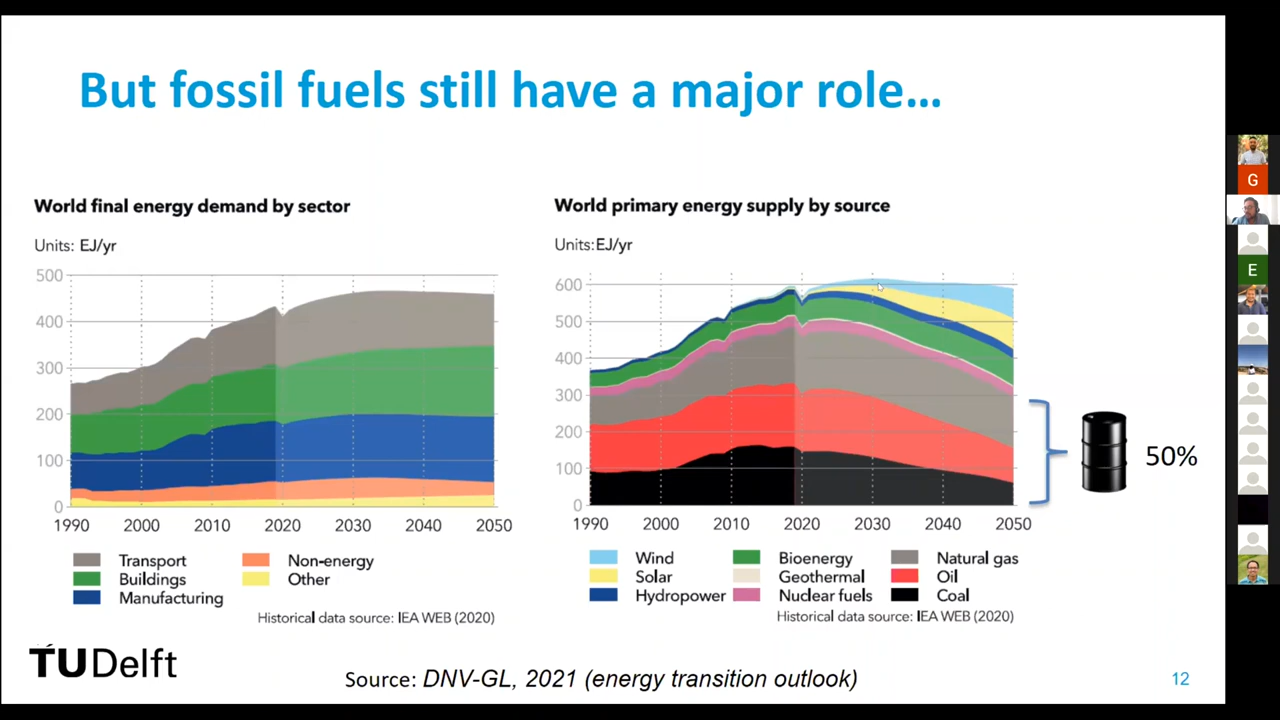 But fossil fuels still have a major role...
World final energy demand by sector
Units: EJ/yr
500
400
300
200
100
0
1990 2000 2010 2020 2030 2040 2050
Transport Non-energy
Buildings Other
Manufacturing
Historical data source: IEA WEB (2020)
World primary energy supply by source
Units:EJ/yr
600
500
400
300
200
100
0
1990 2000 2010 2020 2030 2040 2050
Wind Bioenergy Natural gas
Solar Geothermal Oil
Hydropower Nuclear fuels Coal
Historical data source: IEA WEB (2020)
50%
TUDelft
Source: DNV-GL, 2021 (energy transition outlook)
12
G
E